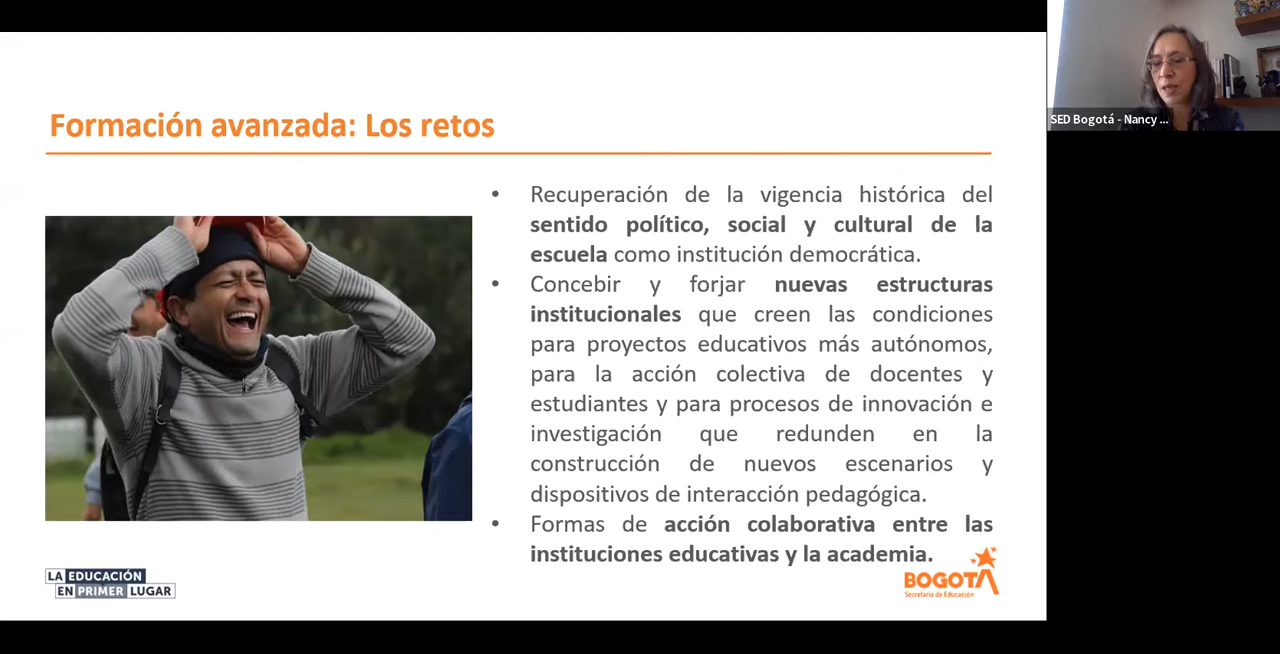 Formación avanzada: Los retos
• Recuperación de la vigencia histórica del
sentido político, social y cultural de la
escuela como institución democrática.
• Concebir y forjar nuevas estructuras
institucionales que creen las condiciones
para proyectos educativos más autónomos,
para la acción colectiva de docentes y
estudiantes y para procesos de innovación e
investigación que redunden en la
construcción de nuevos escenarios y
dispositivos de interacción pedagógica.
• Formas de acción colaborativa entre las
instituciones educativas y la academia.
LA EDUCACIÓN
EN PRIMER LUGAR
BOGOTÁ
Secretaría de Educación
SED Bogotá - Nancy ...